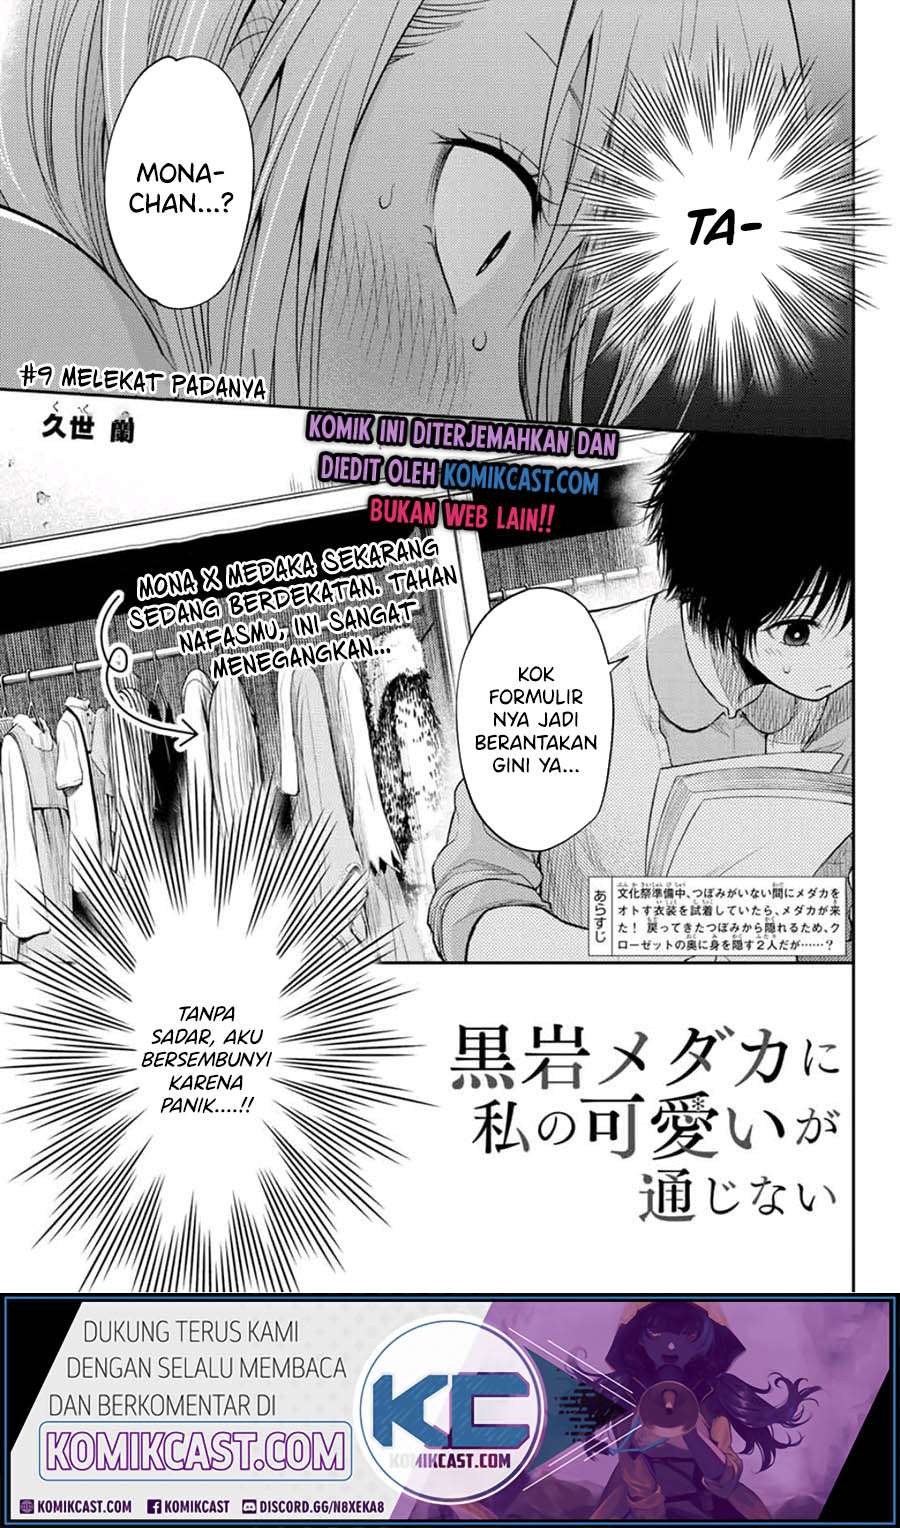 TA-
MONA-
CHAN...?
#9 MELEKAT PADANYA
久世 蘭
KOMIK INI DITERJEMAHKAN DAN
DIEDIT OLEH KOMIKCAST.COM
BUKAN WEB LAIN!!
MONA X MEDAKA SEKARANG
SEDANG BERDEKATAN. TAHAN
NAFASMU, INI SANGAT
MENEGANGKAN...
KOK
FORMULIR
NYA JADI
BERANTAKAN
GINI YA...
あらすじ
文化祭準備中、つぼみがいない間にメダカを
オトす衣装を試着していたら、メダカが来
た! 戻ってきたつぼみから隠れるため、ク
ローゼットの奥に身を隠す2人だが……?
TANPA
SADAR, AKU
BERSEMBUNYI
KARENA
PANIK....!!
黒岩メダカに
私の可愛いが
通じない
DUKUNG TERUS KAMI
DENGAN SELALU MEMBACA
DAN BERKOMENTAR DI
KOMIKCAST.COM
KC
KOMIKCAST.COM
KOMIKCAST.COM KOMIKCAST DISCORD.GG/N8XEKA8